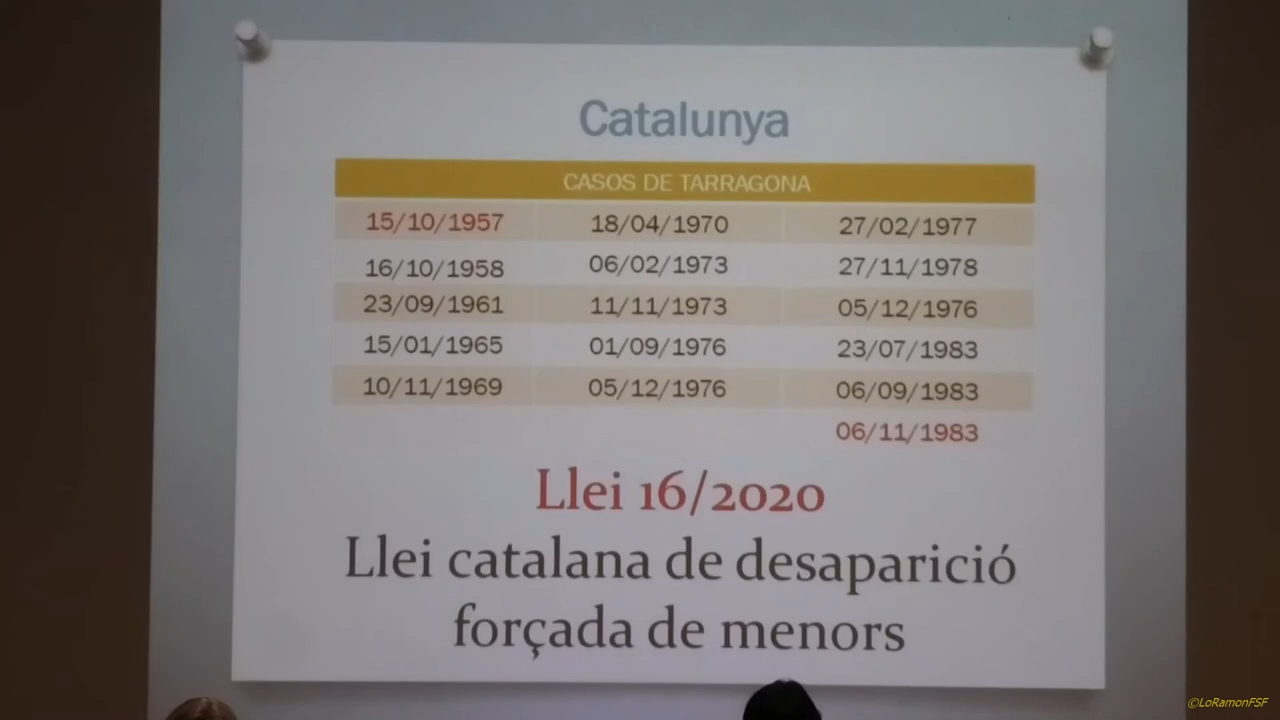 Catalunya
CASOS DE TARRAGONA
15/10/1957 18/04/1970 27/02/1977
16/10/1958 06/02/1973 27/11/1978
23/09/1961 11/11/1973 05/12/1976
15/01/1965 01/09/1976 23/07/1983
10/11/1969 05/12/1976 06/09/1983
06/11/1983
Llei 16/2020
Llei catalana de desaparició
forçada de menors
©LoRamonFSF